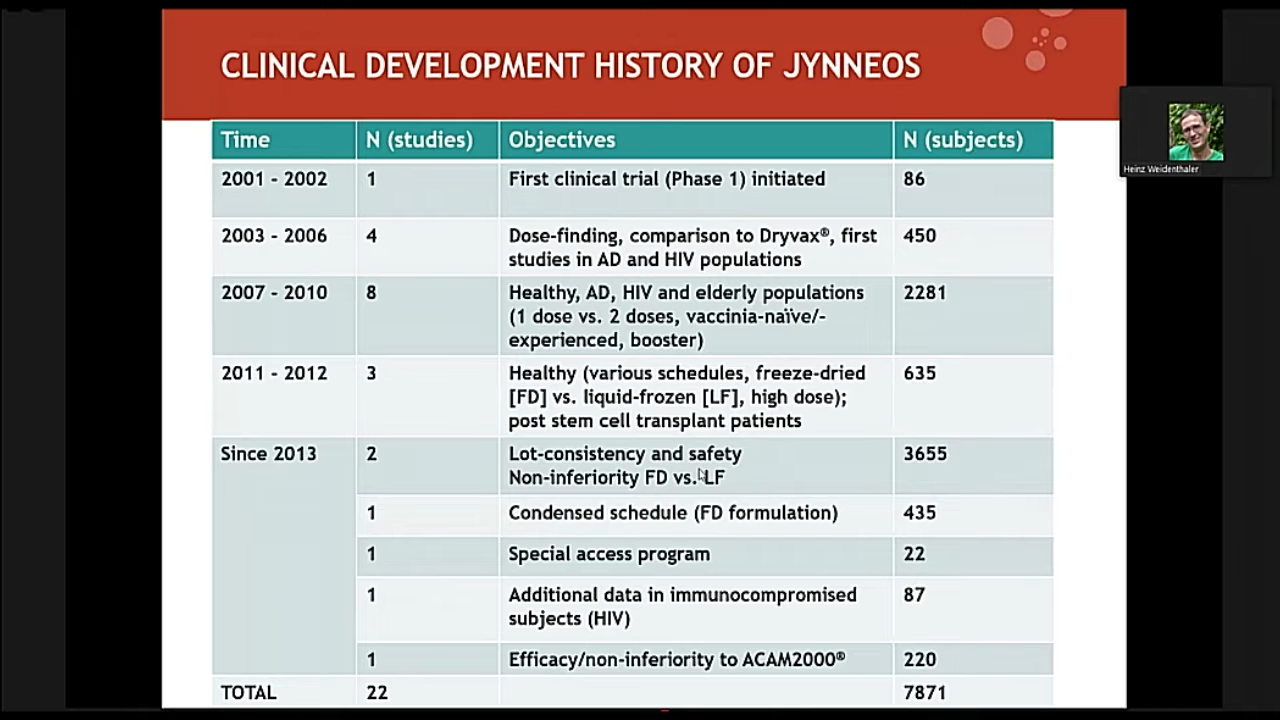 CLINICAL DEVELOPMENT HISTORY OF JYNNEOS
Time N (studies) Objectives N (subjects)
2001 - 2002 1 First clinical trial (Phase 1) initiated 86
2003 - 2006 4 Dose-finding, comparison to Dryvax®, first 450
studies in AD and HIV populations
2007 - 2010 8 Healthy, AD, HIV and elderly populations 2281
(1 dose vs. 2 doses, vaccinia-naïve/-
experienced, booster)
2011 - 2012 3 Healthy (various schedules, freeze-dried 635
[FD] vs. liquid-frozen [LF], high dose);
post stem cell transplant patients
Since 2013 2 Lot-consistency and safety 3655
Non-inferiority FD vs. LF
1 Condensed schedule (FD formulation) 435
1 Special access program 22
1 Additional data in immunocompromised 87
subjects (HIV)
1 Efficacy/non-inferiority to ACAM2000® 220
TOTAL 22 7871
Heinz Weidenthaler